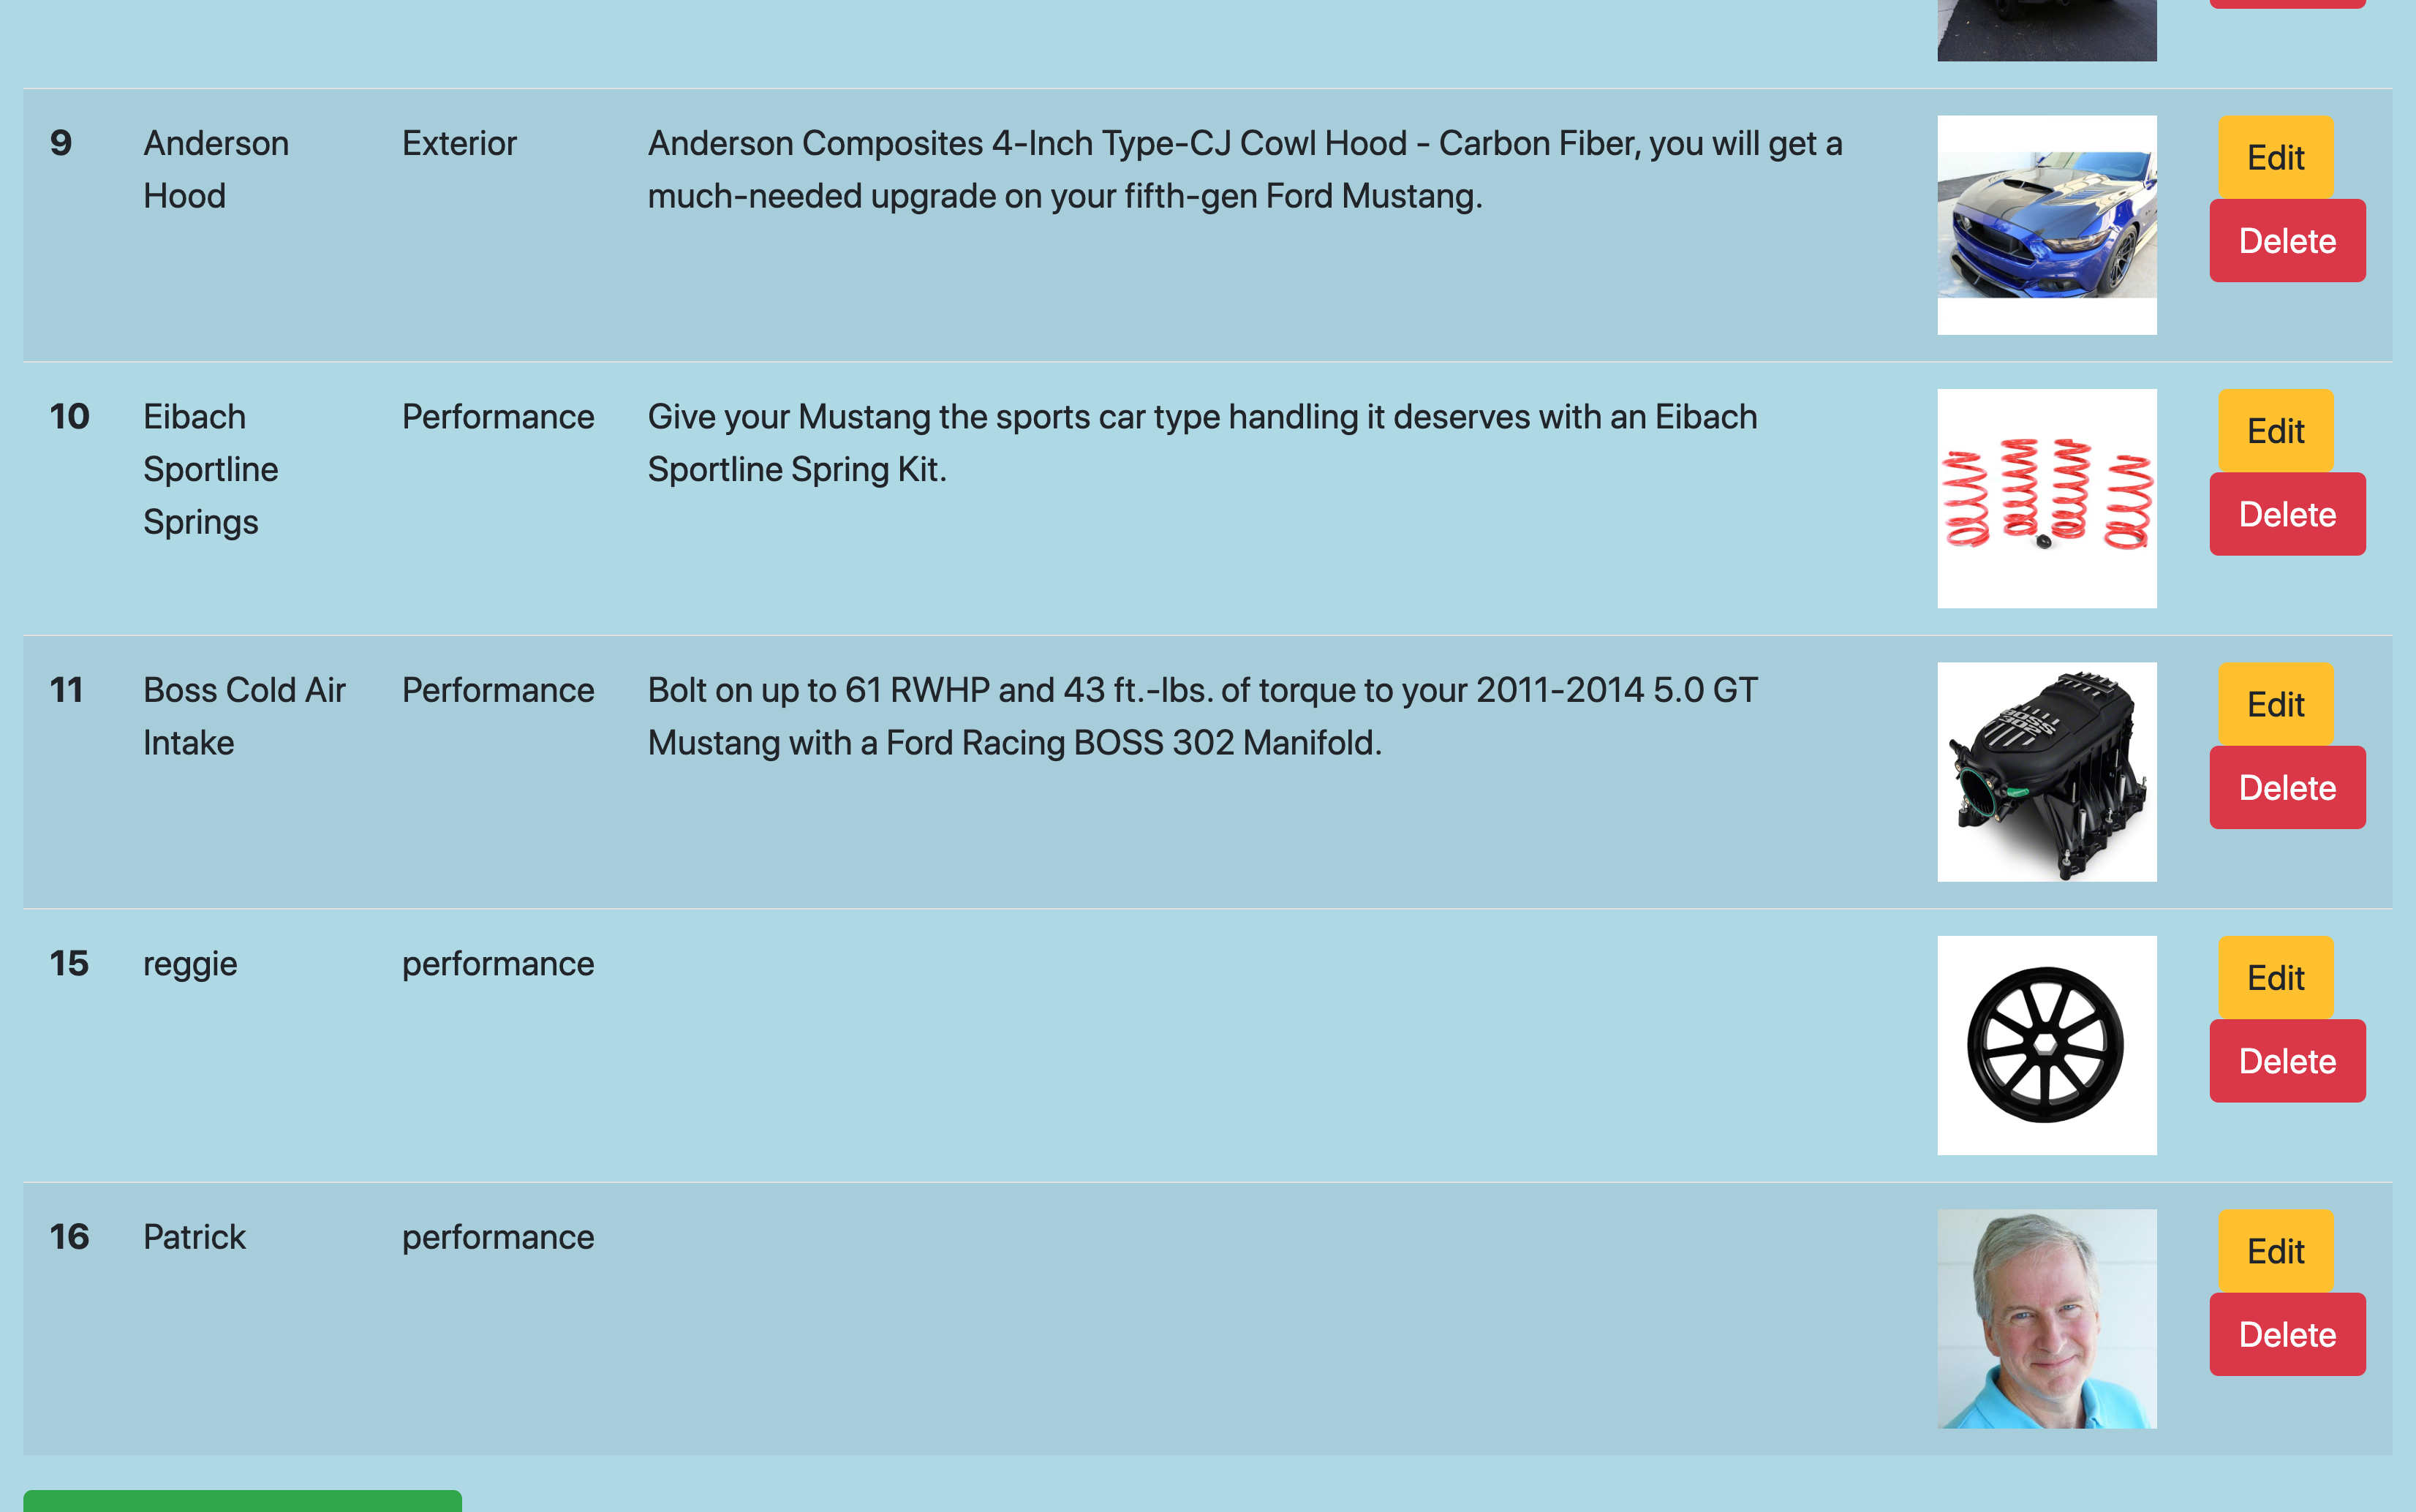 9 Anderson Exterior Anderson Composites 4-Inch Type-CJ Cowl Hood - Carbon Fiber, you will get a Edit
Hood much-needed upgrade on your fifth-gen Ford Mustang.
Delete
10 Eibach Performance Give your Mustang the sports car type handling it deserves with an Eibach Edit
Sportline Sportline Spring Kit.
Springs Delete
11 Boss Cold Air Performance Bolt on up to 61 RWHP and 43 ft.-lbs. of torque to your 2011-2014 5.0 GT Edit
Intake Mustang with a Ford Racing BOSS 302 Manifold.
BOSS
302
Delete
15 reggie performance Edit
Delete
16 Patrick performance Edit
Delete